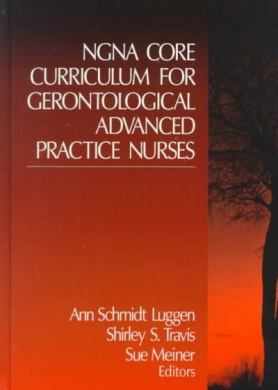 NGNA CORE
CURRICULUM FOR
GERONTOLOGICAL
ADVANCED
PRACTICE NURSES
Ann Schmidt Luggen
Shirley S. Travis
Sue Meiner
Editors